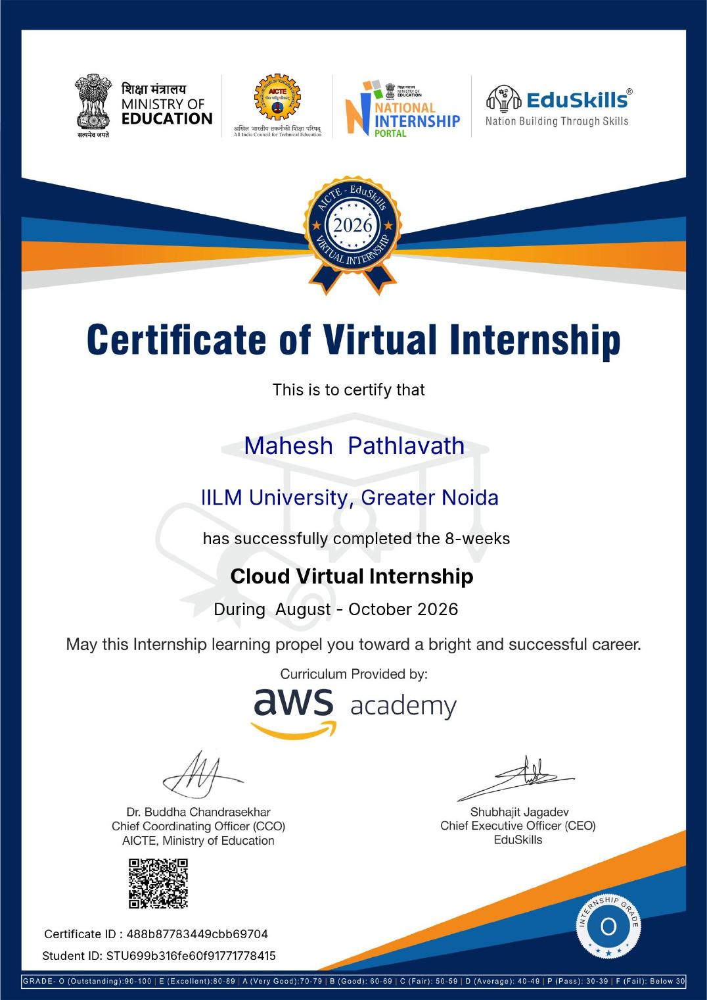 शिक्षा मंत्रालय
MINISTRY OF
EDUCATION
सत्यमेव जयते
AICTE
अखिल भारतीय तकनीकी शिक्षा परिषद्
All India Council for Technical Education
शिक्षा मंत्रालय
MINISTRY OF
EDUCATION
NATIONAL
INTERNSHIP
PORTAL
EduSkills®
Nation Building Through Skills
AICTE - EduSkills
2026
VIRTUAL INTERNSHIP
Certificate of Virtual Internship
This is to certify that
Mahesh Pathlavath
IILM University, Greater Noida
has successfully completed the 8-weeks
Cloud Virtual Internship
During August - October 2026
May this Internship learning propel you toward a bright and successful career.
Curriculum Provided by:
aws academy
Dr. Buddha Chandrasekhar
Chief Coordinating Officer (CCO)
AICTE, Ministry of Education
Shubhajit Jagadev
Chief Executive Officer (CEO)
EduSkills
INTERNSHIP GRADE
O
Certificate ID : 488b87783449cbb69704
Student ID: STU699b316fe60f91771778415
GRADE- O (Outstanding):90-100 | E (Excellent):80-89 | A (Very Good):70-79 | B (Good): 60-69 | C (Fair): 50-59 | D (Average): 40-49 | P (Pass): 30-39 | F (Fail): Below 30